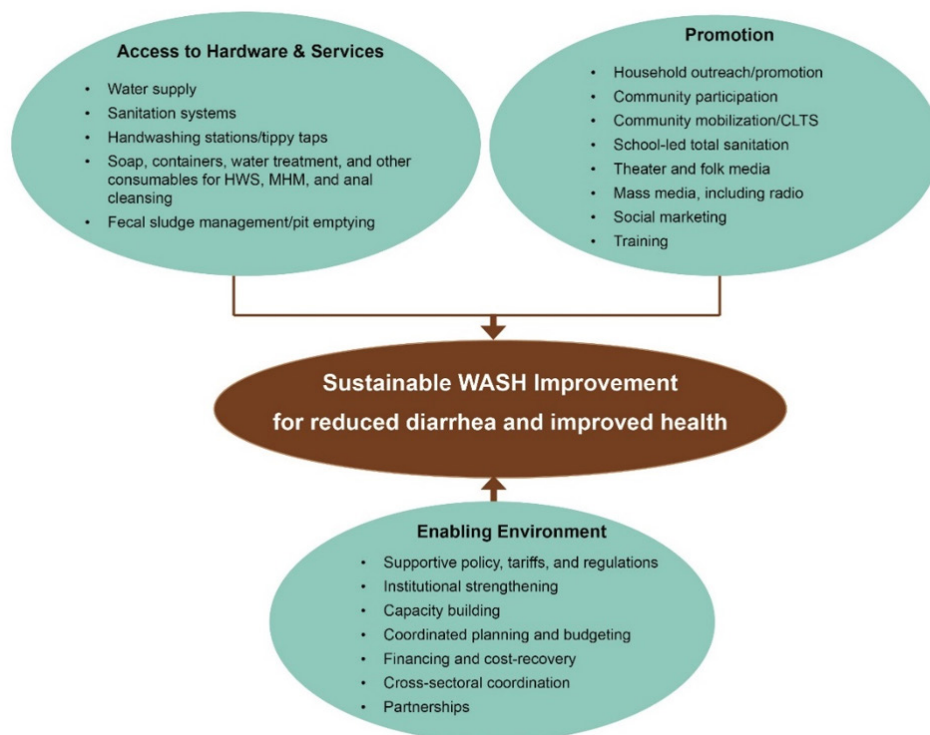 Access to Hardware & Services
• Water supply
• Sanitation systems
• Handwashing stations/tippy taps
• Soap, containers, water treatment, and other
consumables for HWS, MHM, and anal
cleansing
• Fecal sludge management/pit emptying
Promotion
• Household outreach/promotion
• Community participation
• Community mobilization/CLTS
• School-led total sanitation
• Theater and folk media
• Mass media, including radio
• Social marketing
• Training
Sustainable WASH Improvement
for reduced diarrhea and improved health
Enabling Environment
• Supportive policy, tariffs, and regulations
• Institutional strengthening
• Capacity building
• Coordinated planning and budgeting
• Financing and cost-recovery
• Cross-sectoral coordination
• Partnerships